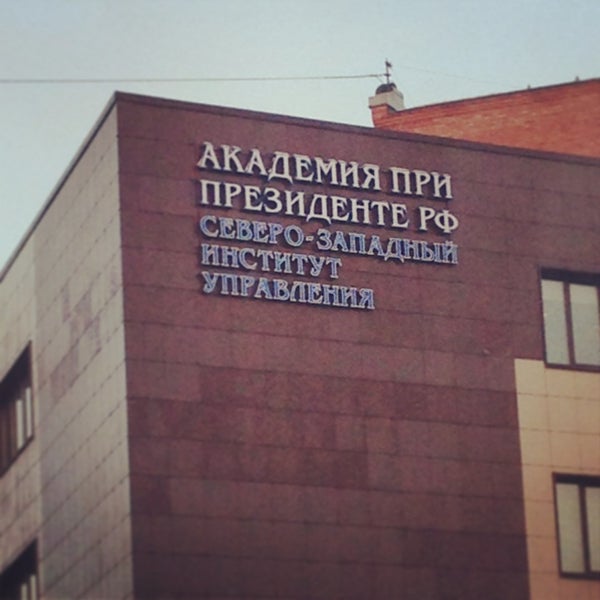 АКАДЕМИЯ ПРИ
ПРЕЗИДЕНТЕ РФ
СЕВЕРО-ЗАПАДНЫЙ
ИНСТИТУТ
УПРАВЛЕНИЯ